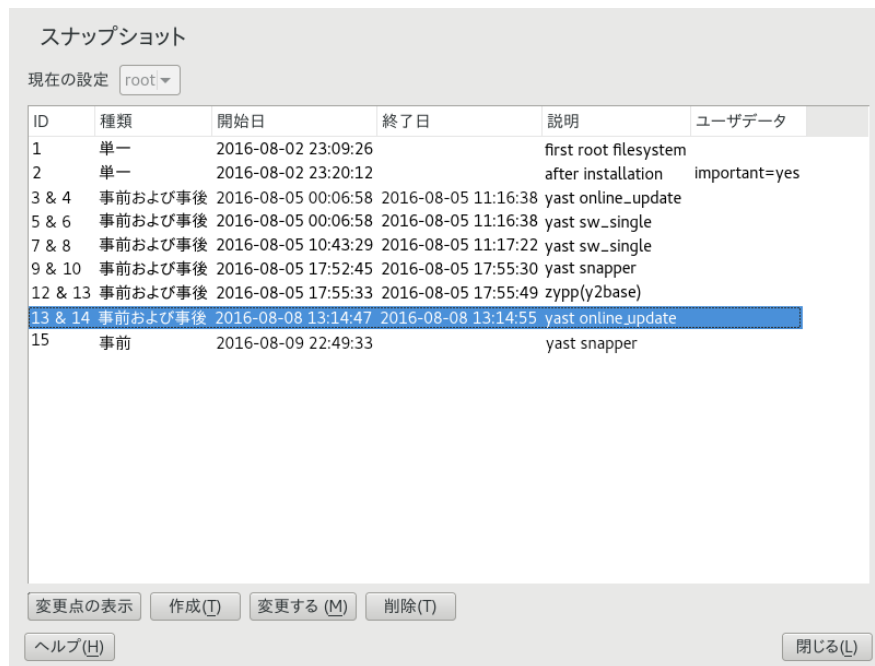 スナップショット
現在の設定 root
ID 種類 開始日 終了日 説明 ユーザデータ
1 単一 2016-08-02 23:09:26 first root filesystem
2 単一 2016-08-02 23:20:12 after installation important=yes
3 & 4 事前および事後 2016-08-05 00:06:58 2016-08-05 11:16:38 yast online_update
5 & 6 事前および事後 2016-08-05 00:06:58 2016-08-05 11:16:38 yast sw_single
7 & 8 事前および事後 2016-08-05 10:43:29 2016-08-05 11:17:22 yast sw_single
9 & 10 事前および事後 2016-08-05 17:52:45 2016-08-05 17:55:30 yast snapper
12 & 13 事前および事後 2016-08-05 17:55:33 2016-08-05 17:55:49 zypp(y2base)
13 & 14 事前および事後 2016-08-08 13:14:47 2016-08-08 13:14:55 yast online_update
15 事前 2016-08-09 22:49:33 yast snapper
変更点の表示 作成(T) 変更する (M) 削除(T)
ヘルプ(H) 閉じる(L)